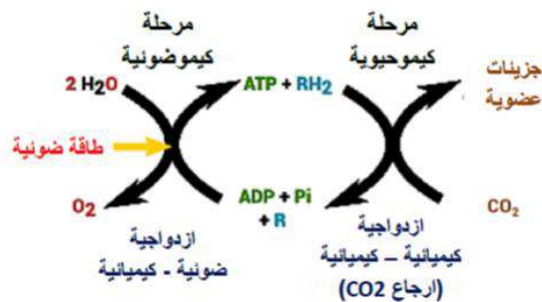 مرحلة
كيموضوئية
مرحلة
كيموحيوية
2 H2O
ATP + RH2
جزيئات
عضوية
طاقة ضوئية
O2
ADP + Pi
+ R
CO2
ازدواجية
ضوئية - كيميائية
ازدواجية
كيميائية – كيميائية
(ارجاع CO2)